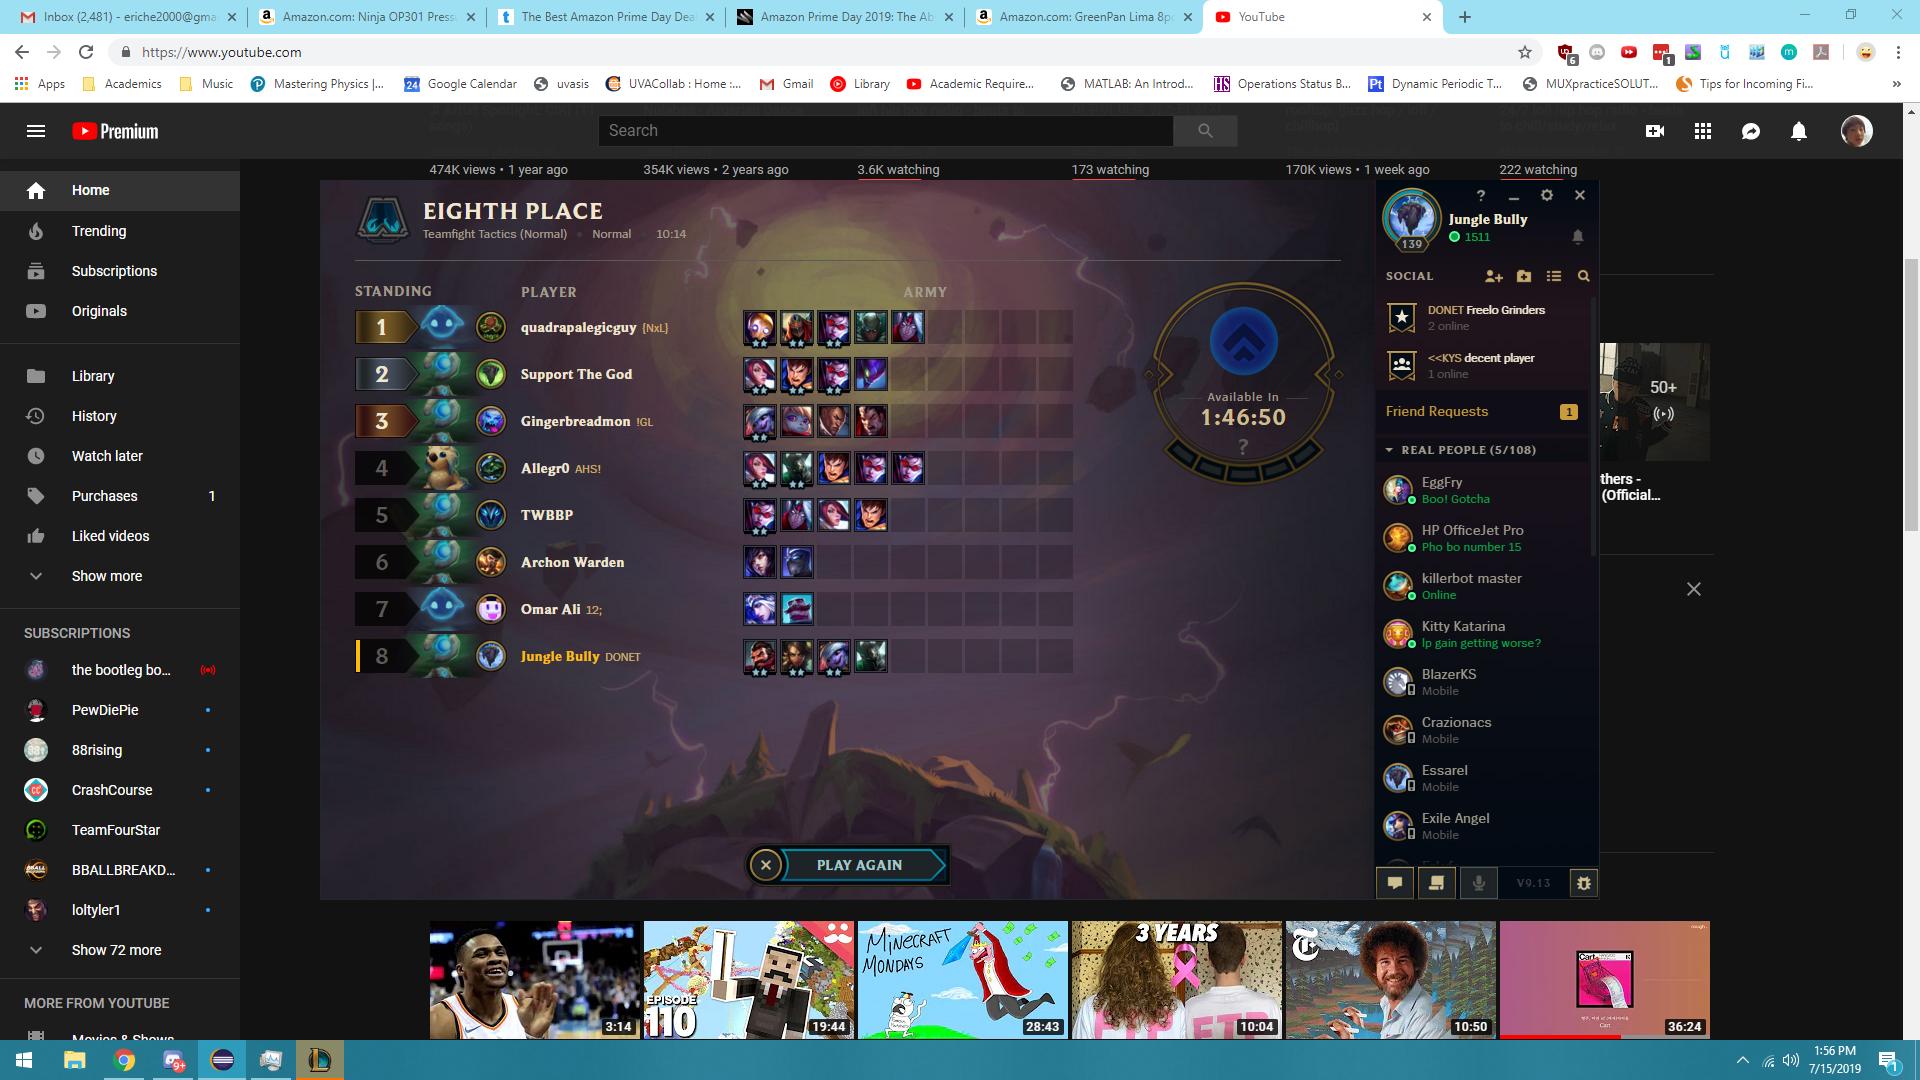 Inbox (2,481) - eriche2000@gma
Amazon.com: Ninja OP301 Press
The Best Amazon Prime Day Dea
Amazon Prime Day 2019: The Ab
Amazon.com: GreenPan Lima 8p
YouTube
https://www.youtube.com
Apps
Academics
Music
Mastering Physics |...
Google Calendar
uvasis
UVACollab : Home :...
Gmail
Library
Academic Require...
MATLAB: An Introd...
Operations Status B...
Dynamic Periodic T...
MUXpracticeSOLUT...
Tips for Incoming Fi...
Premium
Search
474K views • 1 year ago
354K views • 2 years ago
3.6K watching
173 watching
170K views • 1 week ago
222 watching
Home
Trending
Subscriptions
Originals
Library
History
Watch later
Purchases 1
Liked videos
Show more
SUBSCRIPTIONS
the bootleg bo...
PewDiePie
88rising
CrashCourse
TeamFourStar
BBALLBREAKD...
loltyler1
Show 72 more
MORE FROM YOUTUBE
Movies & Shows
EIGHTH PLACE
Teamfight Tactics (Normal) • Normal • 10:14
STANDING PLAYER ARMY
1 quadrapalegicguy {NxL}
2 Support The God
3 Gingerbreadmon !GL
4 Allegr0 AHS!
5 TWBBP
6 Archon Warden
7 Omar Ali 12;
8 Jungle Bully DONET
Available In
1:46:50
?
PLAY AGAIN
?
Jungle Bully
1511
139
SOCIAL
DONET Freelo Grinders
2 online
<<KYS decent player
1 online
Friend Requests 1
REAL PEOPLE (5/108)
EggFry
Boo! Gotcha
HP OfficeJet Pro
Pho bo number 15
killerbot master
Online
Kitty Katarina
lp gain getting worse?
BlazerKS
Mobile
Crazionacs
Mobile
Essarel
Mobile
Exile Angel
Mobile
V9.13
50+
thers -
(Official...
3:14
EPISODE
110
19:44
MINECRAFT
MONDAYS
28:43
3 YEARS
10:04
10:50
Cart
36:24
9+
1:56 PM
7/15/2019
1